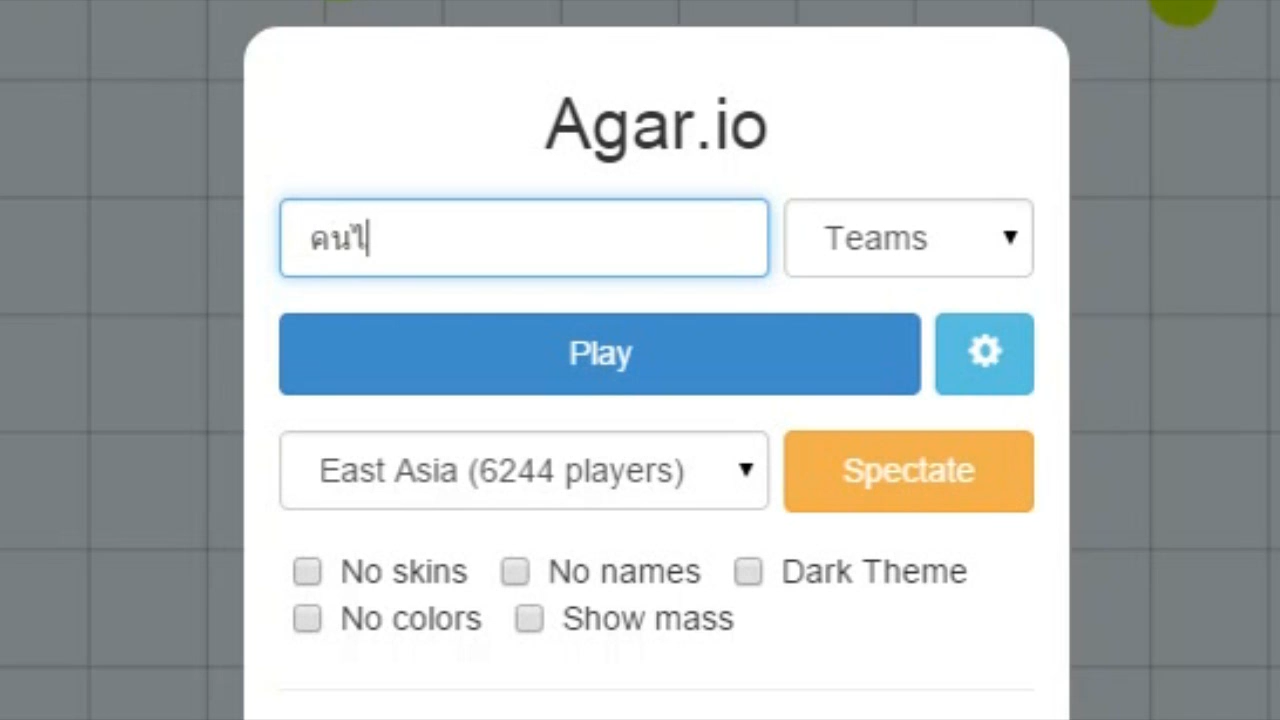 Agar.io
คนไ
Teams
Play
East Asia (6244 players)
Spectate
No skins
No names
Dark Theme
No colors
Show mass